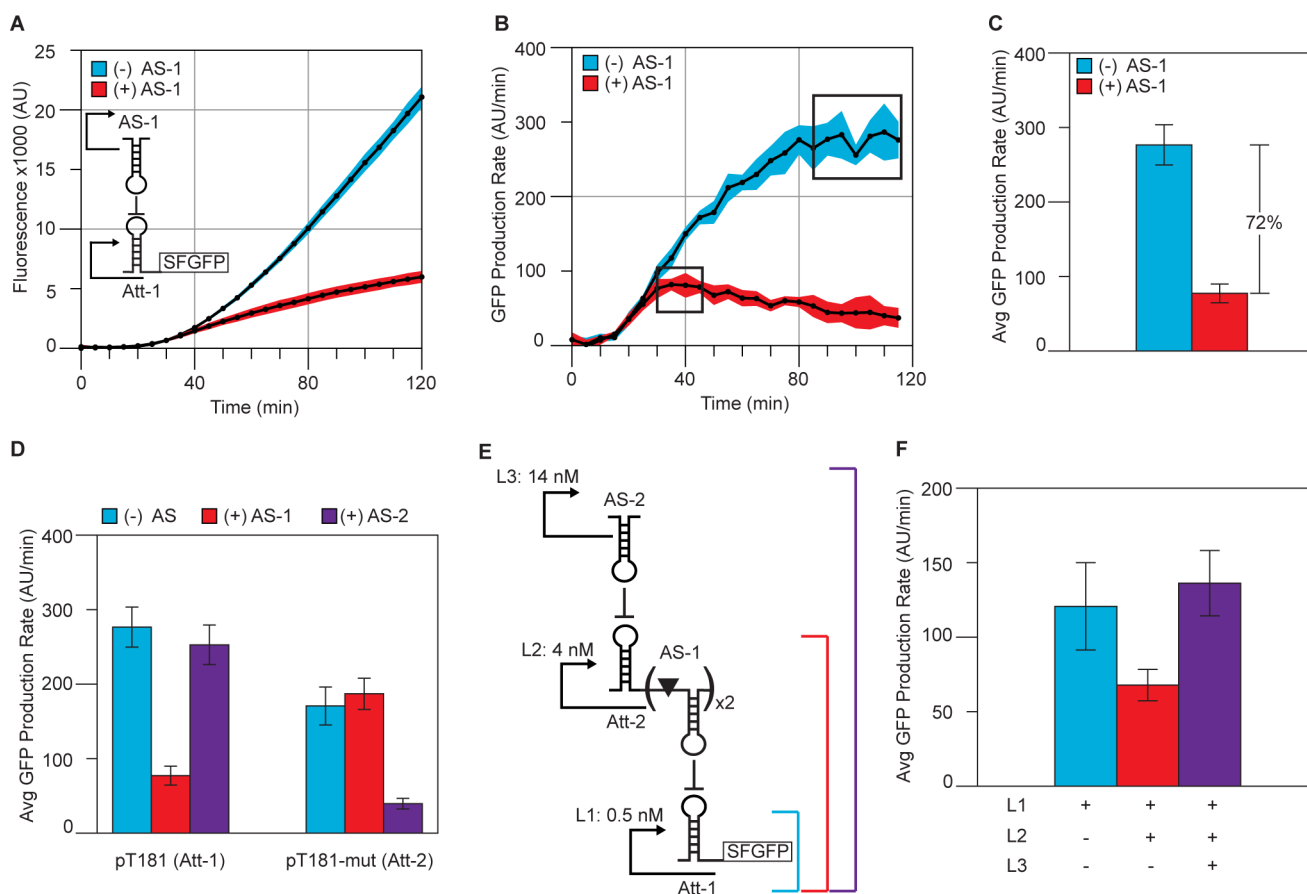 A
Fluorescence x1000 (AU)
25
20
15
10
5
0
(-) AS-1
(+) AS-1
AS-1
SFGFP
Att-1
0 40 80 120
Time (min)
B
GFP Production Rate (AU/min)
400
300
200
100
0
(-) AS-1
(+) AS-1
0 40 80 120
Time (min)
C
Avg GFP Production Rate (AU/min)
400
300
200
100
0
(-) AS-1
(+) AS-1
72%
D
Avg GFP Production Rate (AU/min)
(-) AS (+) AS-1 (+) AS-2
400
300
200
100
0
pT181 (Att-1) pT181-mut (Att-2)
E
L3: 14 nM
AS-2
L2: 4 nM
AS-1
( ) x2
Att-2
L1: 0.5 nM
SFGFP
Att-1
F
Avg GFP Production Rate (AU/min)
200
150
100
50
0
L1 + + +
L2 - + +
L3 - - +